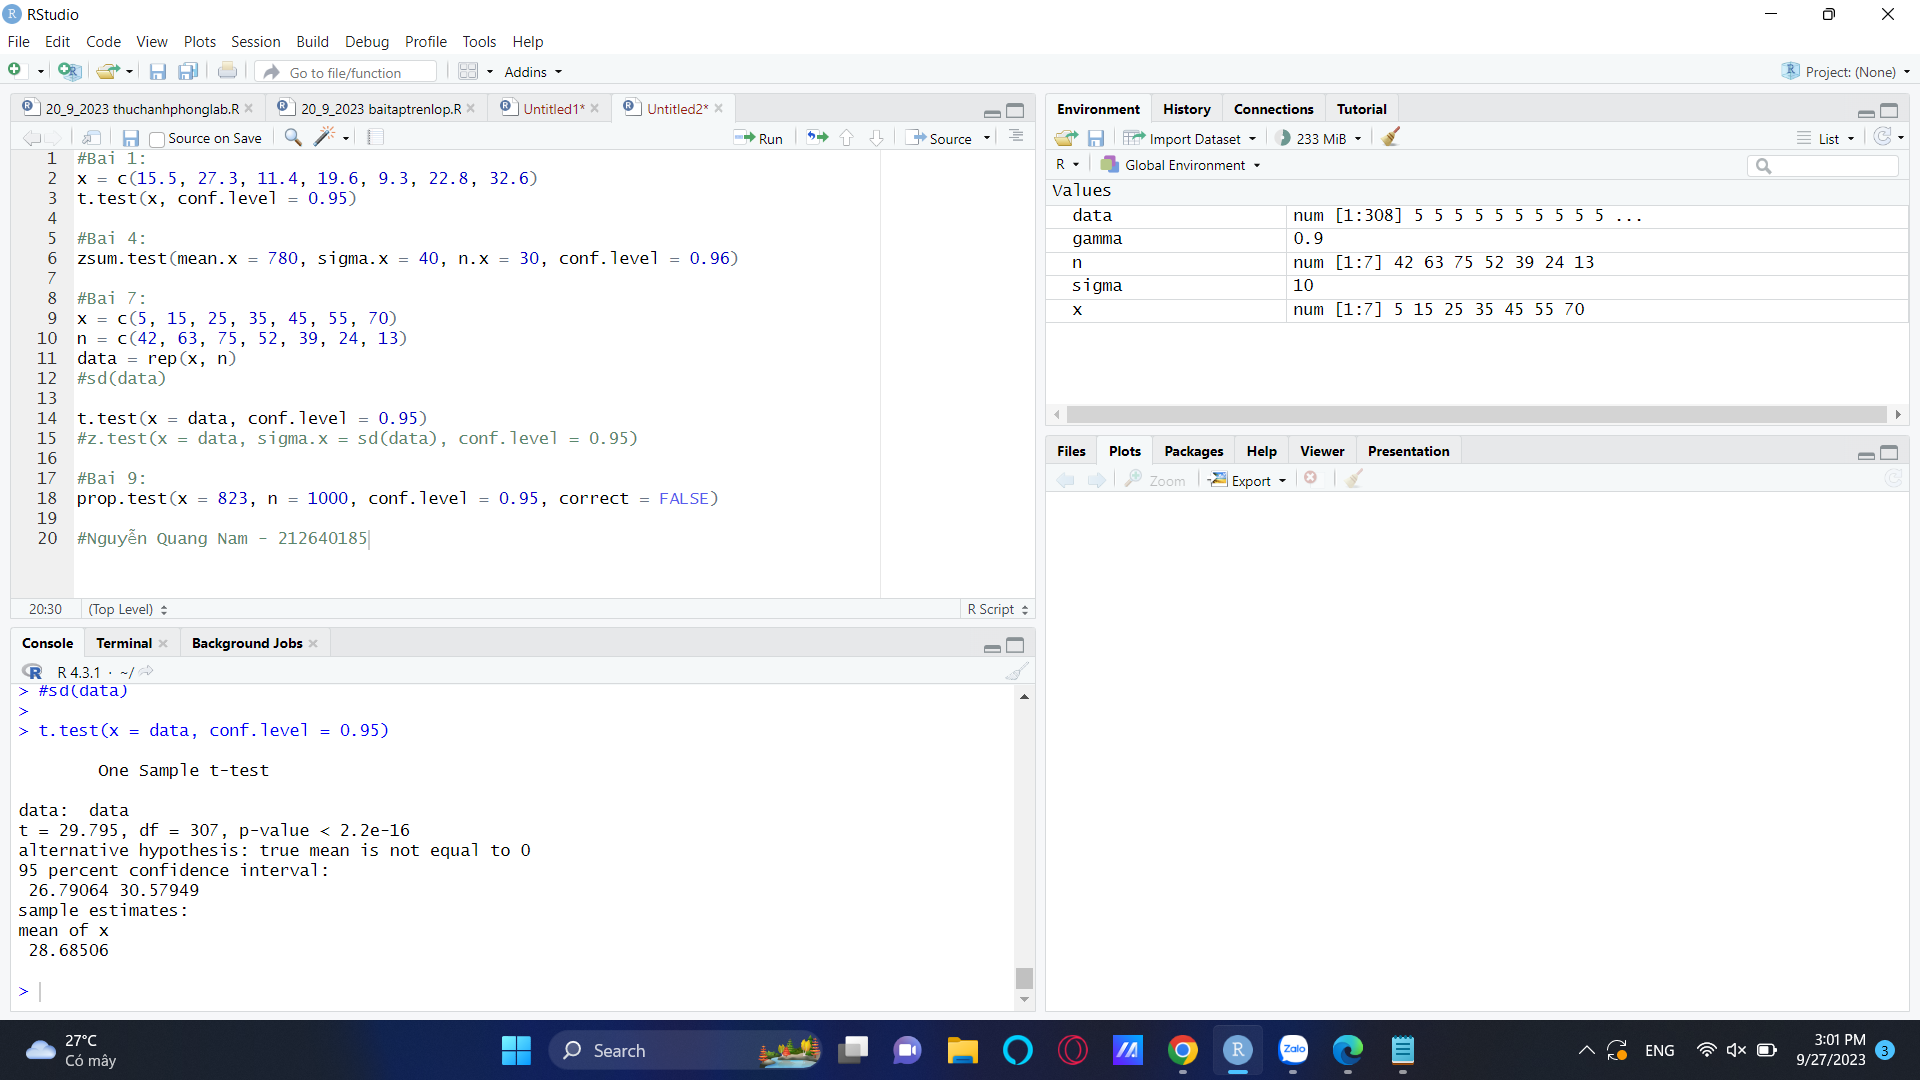 RStudio
File Edit Code View Plots Session Build Debug Profile Tools Help
Go to file/function Addins Project: (None)
20_9_2023 thuchanhphonglab.R 20_9_2023 baitaptrenlop.R Untitled1* Untitled2*
Source on Save Run Source
1 #Bai 1:
2 x = c(15.5, 27.3, 11.4, 19.6, 9.3, 22.8, 32.6)
3 t.test(x, conf.level = 0.95)
4
5 #Bai 4:
6 zsum.test(mean.x = 780, sigma.x = 40, n.x = 30, conf.level = 0.96)
7
8 #Bai 7:
9 x = c(5, 15, 25, 35, 45, 55, 70)
10 n = c(42, 63, 75, 52, 39, 24, 13)
11 data = rep(x, n)
12 #sd(data)
13
14 t.test(x = data, conf.level = 0.95)
15 #z.test(x = data, sigma.x = sd(data), conf.level = 0.95)
16
17 #Bai 9:
18 prop.test(x = 823, n = 1000, conf.level = 0.95, correct = FALSE)
19
20 #Nguyễn Quang Nam - 212640185
20:30 (Top Level) R Script
Console Terminal Background Jobs
R R 4.3.1 · ~/
> #sd(data)
>
> t.test(x = data, conf.level = 0.95)
One Sample t-test
data: data
t = 29.795, df = 307, p-value < 2.2e-16
alternative hypothesis: true mean is not equal to 0
95 percent confidence interval:
26.79064 30.57949
sample estimates:
mean of x
28.68506
>
Environment History Connections Tutorial
Import Dataset 233 MiB List
R Global Environment
Values
data num [1:308] 5 5 5 5 5 5 5 5 5 5 ...
gamma 0.9
n num [1:7] 42 63 75 52 39 24 13
sigma 10
x num [1:7] 5 15 25 35 45 55 70
Files Plots Packages Help Viewer Presentation
Zoom Export
27°C
Có mây
Search
Zalo
ENG
3:01 PM
9/27/2023
3